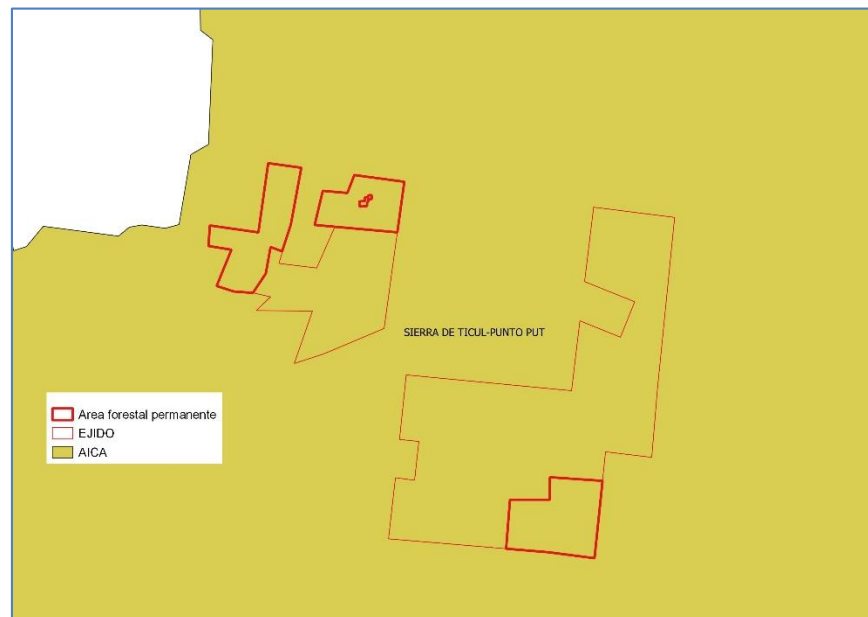 SIERRA DE TICUL-PUNTO PUT
Area forestal permanente
EJIDO
AICA